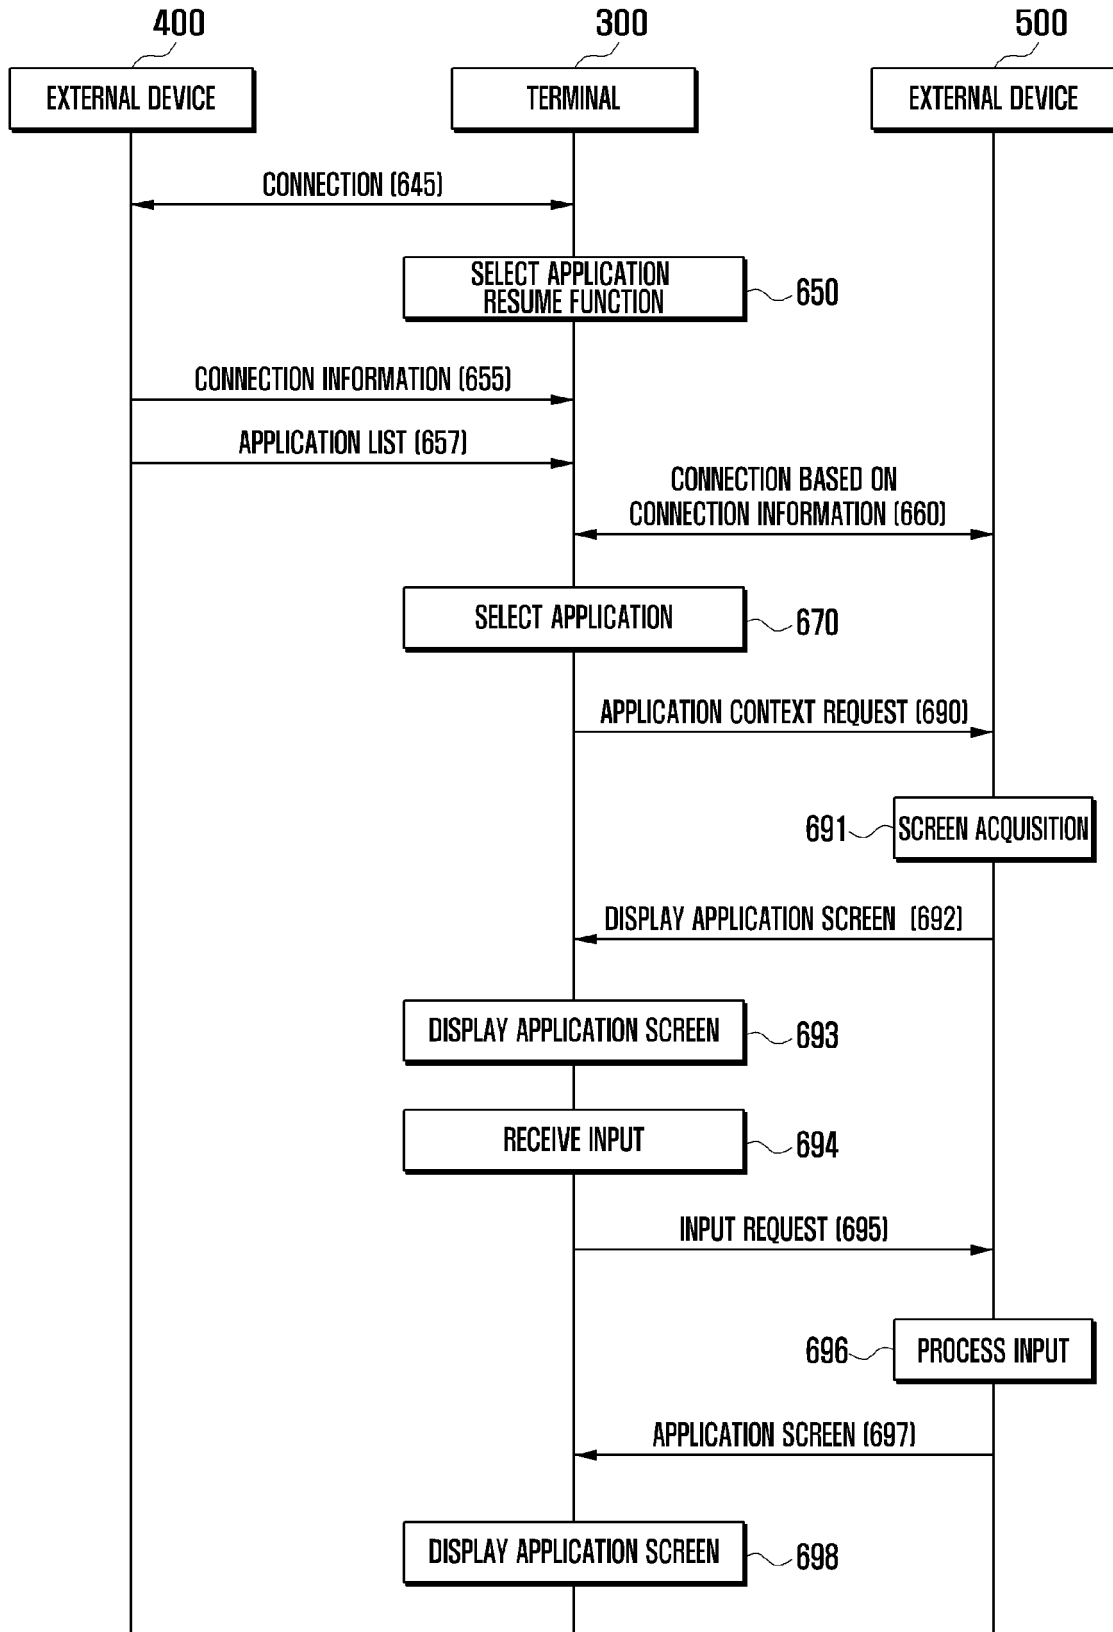 400
300
500
EXTERNAL DEVICE
TERMINAL
EXTERNAL DEVICE
CONNECTION (645)
SELECT APPLICATION
RESUME FUNCTION
650
CONNECTION INFORMATION (655)
APPLICATION LIST (657)
CONNECTION BASED ON
CONNECTION INFORMATION (660)
SELECT APPLICATION
670
APPLICATION CONTEXT REQUEST (690)
691
SCREEN ACQUISITION
DISPLAY APPLICATION SCREEN (692)
DISPLAY APPLICATION SCREEN
693
RECEIVE INPUT
694
INPUT REQUEST (695)
696
PROCESS INPUT
APPLICATION SCREEN (697)
DISPLAY APPLICATION SCREEN
698